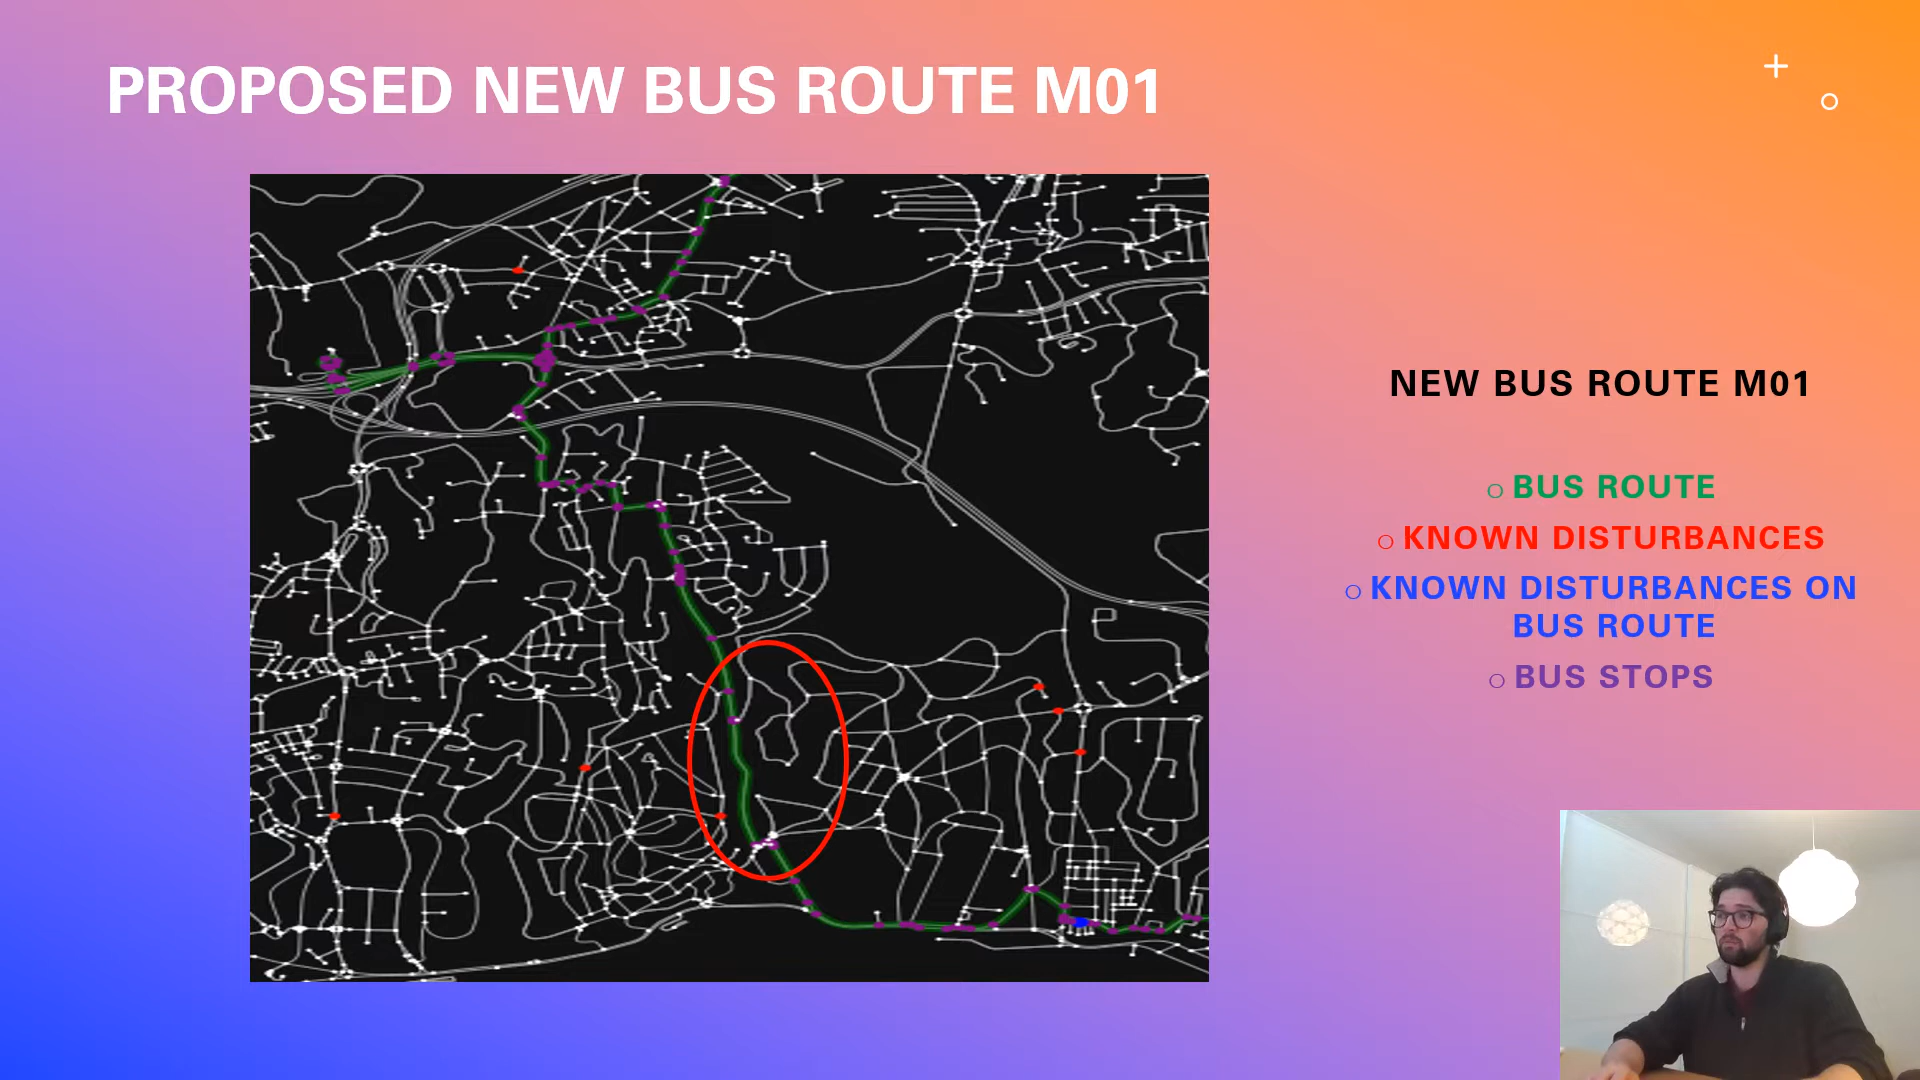 PROPOSED NEW BUS ROUTE M01
NEW BUS ROUTE M01
BUS ROUTE
KNOWN DISTURBANCES
KNOWN DISTURBANCES ON
BUS ROUTE
BUS STOPS